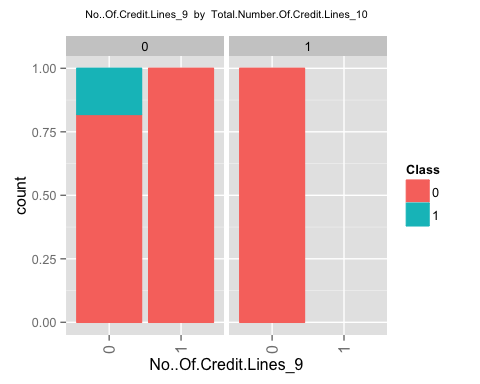 No..Of.Credit.Lines_9 by Total.Number.Of.Credit.Lines_10
0 1
1.00
0.75
0.50
0.25
0.00
count
0 1 0 1
No..Of.Credit.Lines_9
Class
0
1